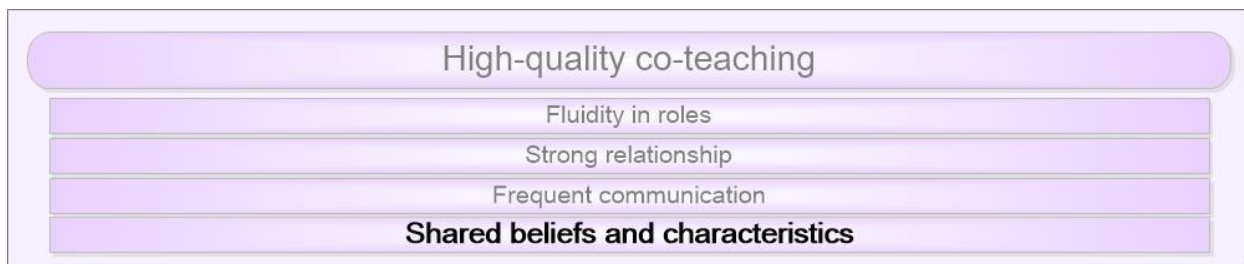 High-quality co-teaching
Fluidity in roles
Strong relationship
Frequent communication
Shared beliefs and characteristics